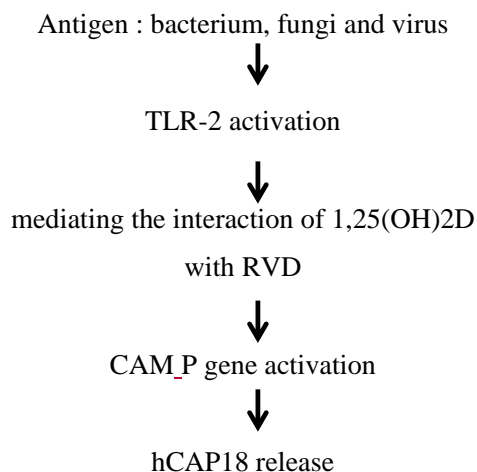 Antigen : bacterium, fungi and virus
TLR-2 activation
mediating the interaction of 1,25(OH)2D
with RVD
CAM_P gene activation
hCAP18 release